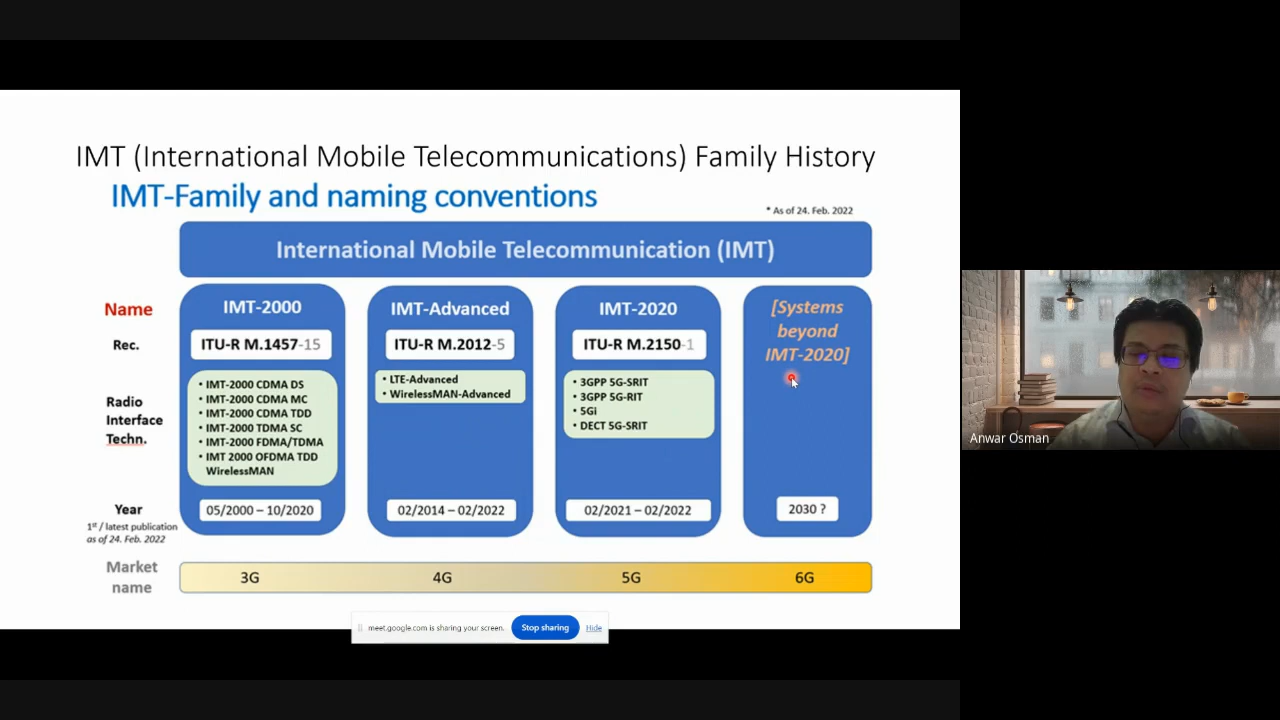 IMT (International Mobile Telecommunications) Family History
IMT-Family and naming conventions
* As of 24. Feb. 2022
International Mobile Telecommunication (IMT)
Name
IMT-2000
IMT-Advanced
IMT-2020
[Systems
beyond
IMT-2020]
Rec.
ITU-R M.1457-15
ITU-R M.2012-5
ITU-R M.2150-1
Radio
Interface
Techn.
• IMT-2000 CDMA DS
• IMT-2000 CDMA MC
• IMT-2000 CDMA TDD
• IMT-2000 TDMA SC
• IMT-2000 FDMA/TDMA
• IMT 2000 OFDMA TDD
WirelessMAN
• LTE-Advanced
• WirelessMAN-Advanced
• 3GPP 5G-SRIT
• 3GPP 5G-RIT
• 5Gi
• DECT 5G-SRIT
Year
1st / latest publication
as of 24. Feb. 2022
05/2000 – 10/2020
02/2014 – 02/2022
02/2021 – 02/2022
2030 ?
Market
name
3G
4G
5G
6G
meet.google.com is sharing your screen.
Stop sharing
Hide
Anwar Osman